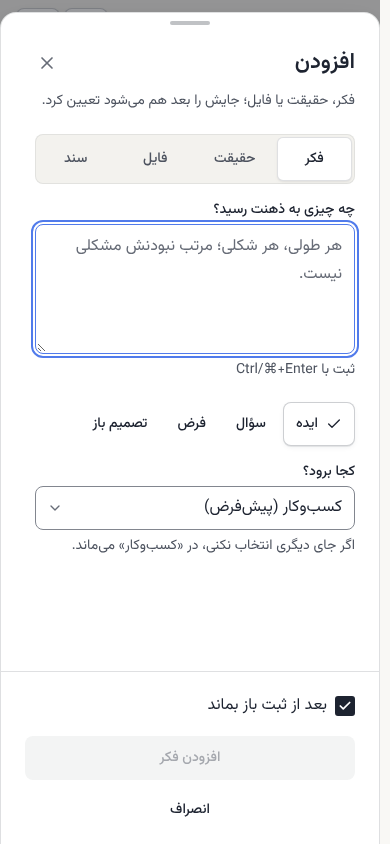 افزودن
فکر، حقیقت یا فایل؛ جایش را بعد هم می‌شود تعیین کرد.
فکر
حقیقت
فایل
سند
چه چیزی به ذهنت رسید؟
هر طولی، هر شکلی؛ مرتب نبودنش مشکلی
نیست.
ثبت با Ctrl/⌘+Enter
ایده
سؤال
فرض
تصمیم باز
کجا برود؟
کسب‌وکار (پیش‌فرض)
اگر جای دیگری انتخاب نکنی، در «کسب‌وکار» می‌ماند.
بعد از ثبت باز بماند
افزودن فکر
انصراف